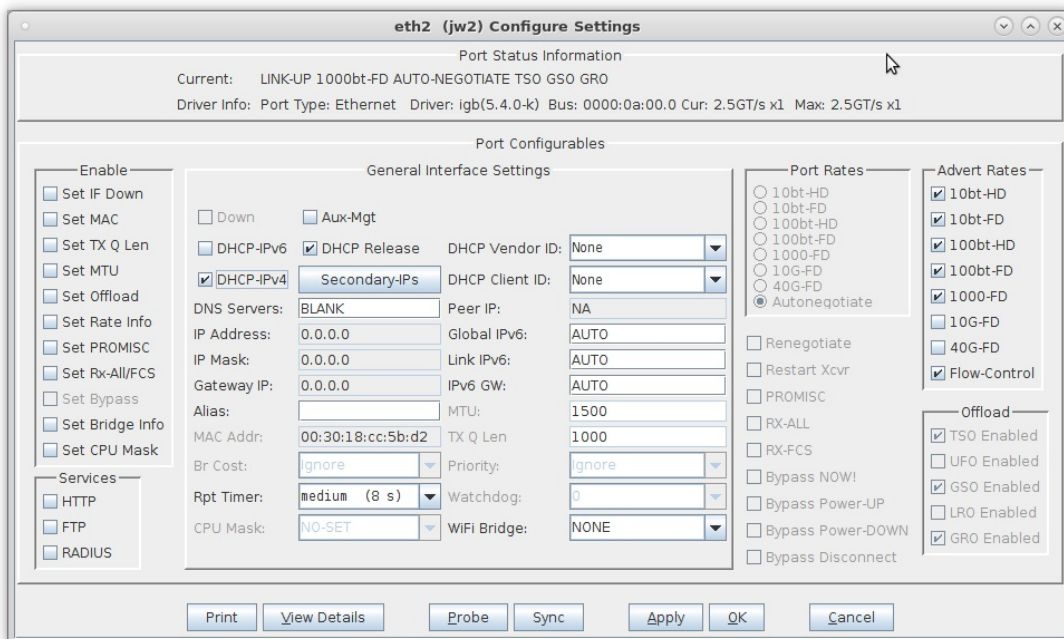 eth2 (jw2) Configure Settings
Port Status Information
Current: LINK-UP 1000bt-FD AUTO-NEGOTIATE TSO GSO GRO
Driver Info: Port Type: Ethernet Driver: igb(5.4.0-k) Bus: 0000:0a:00.0 Cur: 2.5GT/s x1 Max: 2.5GT/s x1
Port Configurables
Enable
Set IF Down
Set MAC
Set TX Q Len
Set MTU
Set Offload
Set Rate Info
Set PROMISC
Set Rx-All/FCS
Set Bypass
Set Bridge Info
Set CPU Mask
Services
HTTP
FTP
RADIUS
General Interface Settings
Down Aux-Mgt
DHCP-IPv6 DHCP Release DHCP Vendor ID: None
DHCP-IPv4 Secondary-IPs DHCP Client ID: None
DNS Servers: BLANK Peer IP: NA
IP Address: 0.0.0.0 Global IPv6: AUTO
IP Mask: 0.0.0.0 Link IPv6: AUTO
Gateway IP: 0.0.0.0 IPv6 GW: AUTO
Alias: MTU: 1500
MAC Addr: 00:30:18:cc:5b:d2 TX Q Len 1000
Br Cost: Ignore Priority: Ignore
Rpt Timer: medium (8 s) Watchdog: 0
CPU Mask: NO-SET WiFi Bridge: NONE
Port Rates
10bt-HD
10bt-FD
100bt-HD
100bt-FD
1000-FD
10G-FD
40G-FD
Autonegotiate
Renegotiate
Restart Xcvr
PROMISC
RX-ALL
RX-FCS
Bypass NOW!
Bypass Power-UP
Bypass Power-DOWN
Bypass Disconnect
Advert Rates
10bt-HD
10bt-FD
100bt-HD
100bt-FD
1000-FD
10G-FD
40G-FD
Flow-Control
Offload
TSO Enabled
UFO Enabled
GSO Enabled
LRO Enabled
GRO Enabled
Print View Details Probe Sync Apply OK Cancel